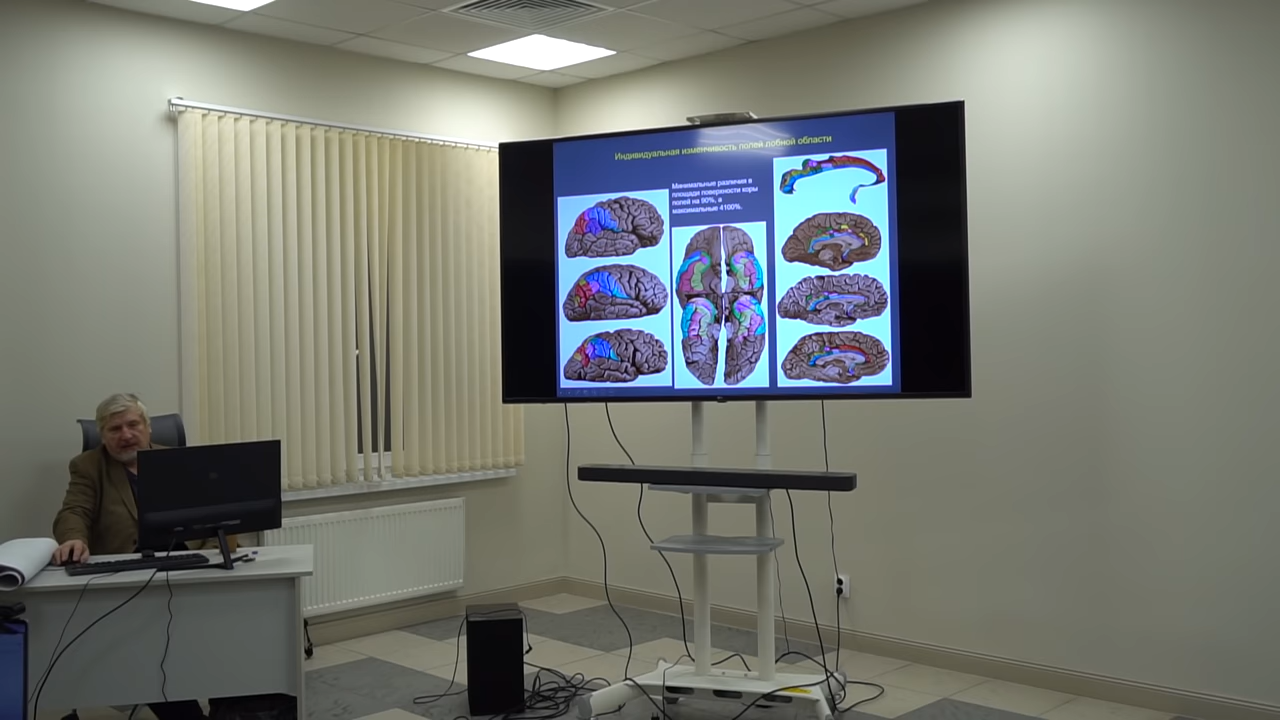 Индивидуальная изменчивость полей лобной области
Минимальные различия в
площади поверхности коры
полей на 90%, а
максимальные 4100%.